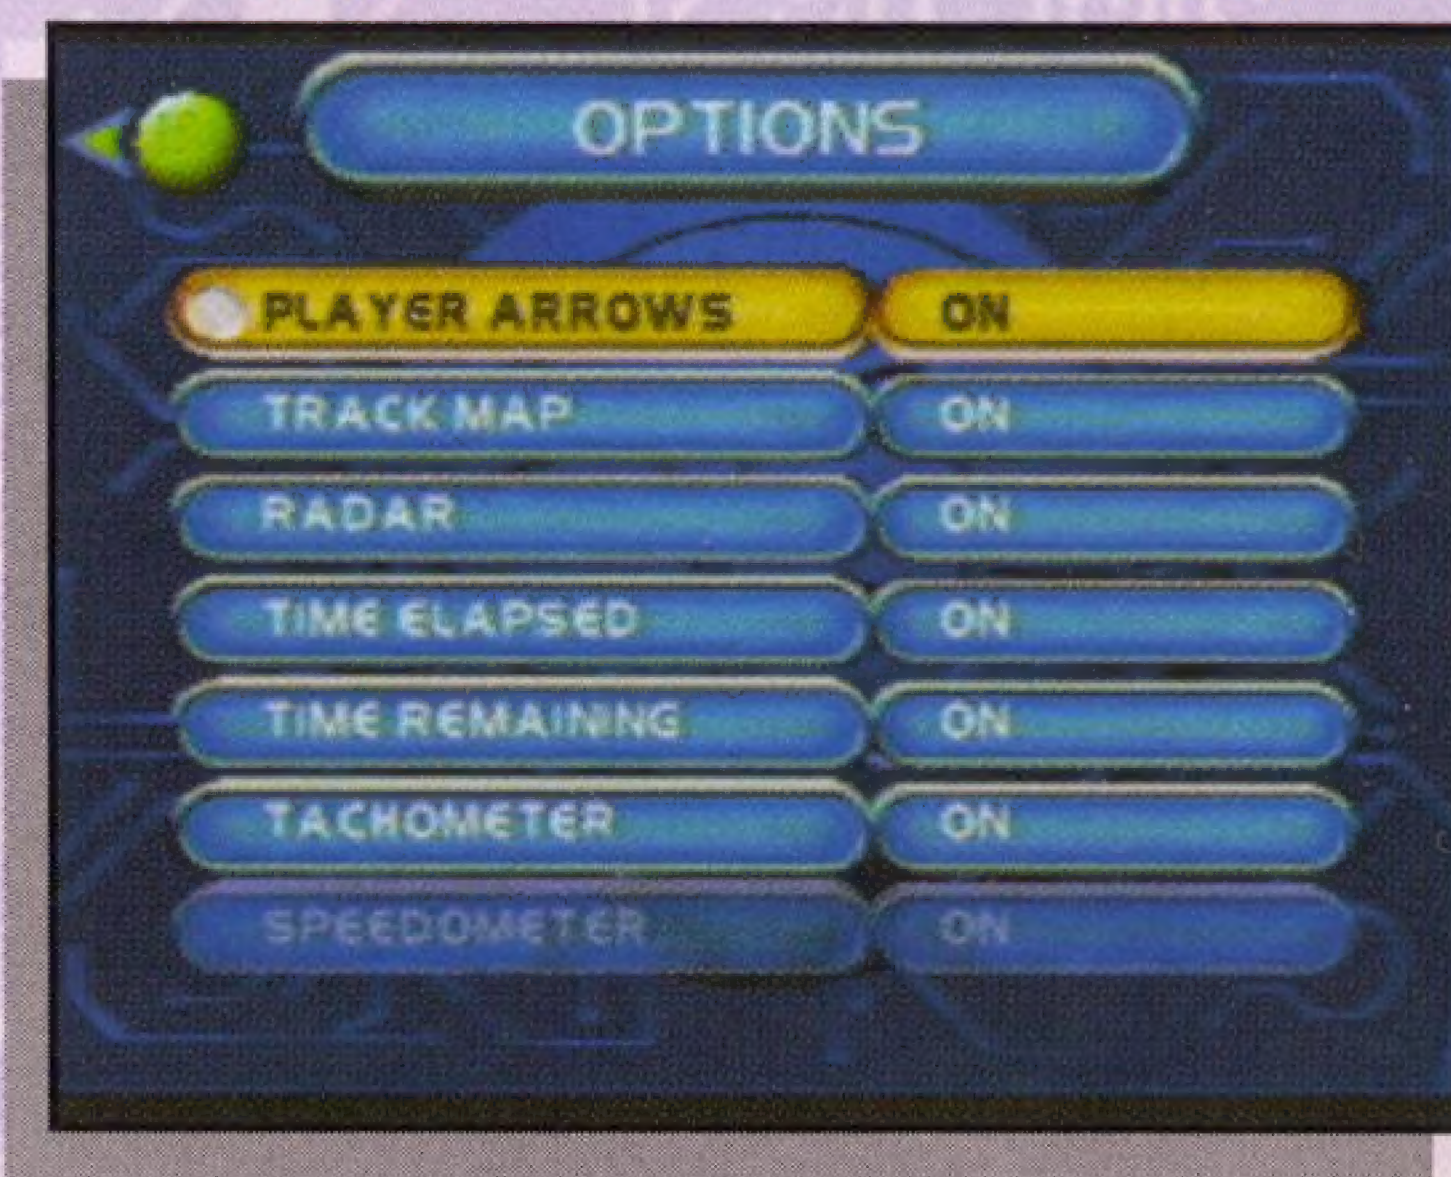 OPTIONS
PLAYER ARROWS ON
TRACK MAP ON
RADAR ON
TIME ELAPSED ON
TIME REMAINING ON
TACHOMETER ON
SPEEDOMETER ON